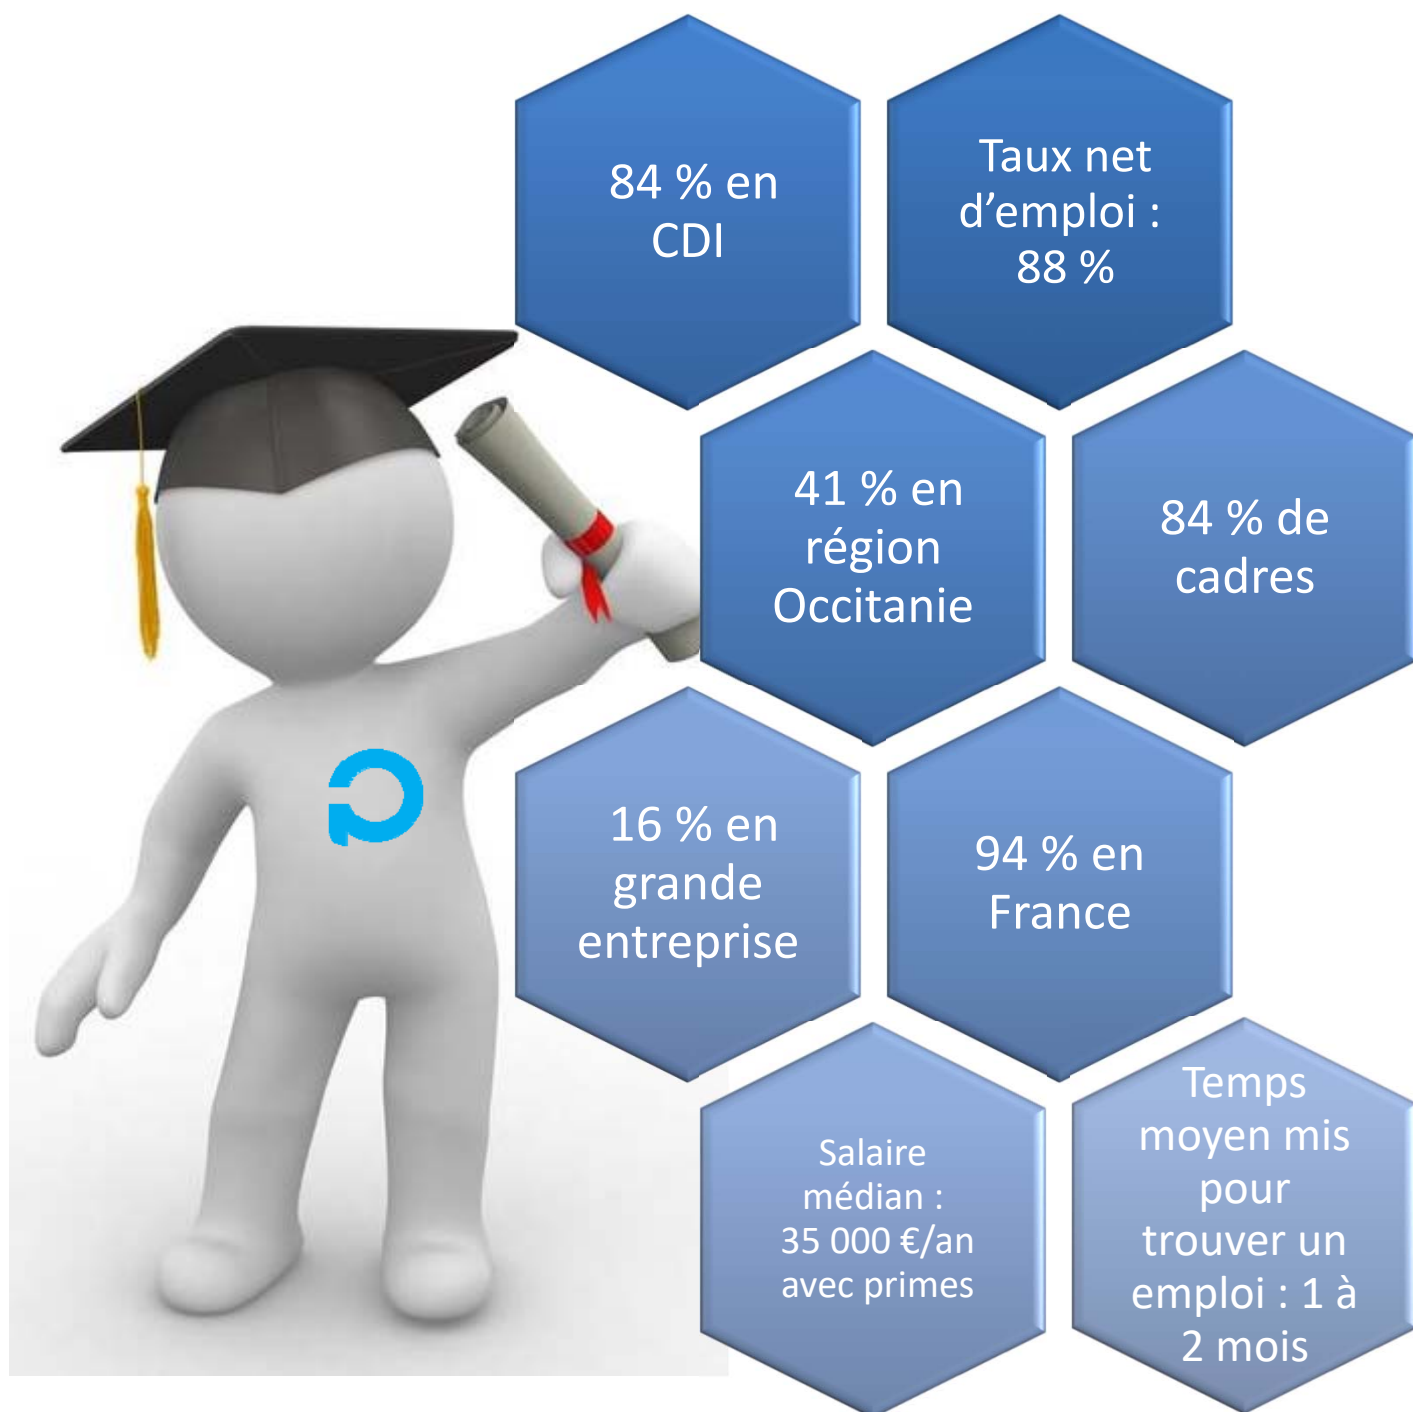 84 % en
CDI
Taux net
d’emploi :
88 %
41 % en
région
Occitanie
84 % de
cadres
16 % en
grande
entreprise
94 % en
France
Salaire
médian :
35 000 €/an
avec primes
Temps
moyen mis
pour
trouver un
emploi : 1 à
2 mois